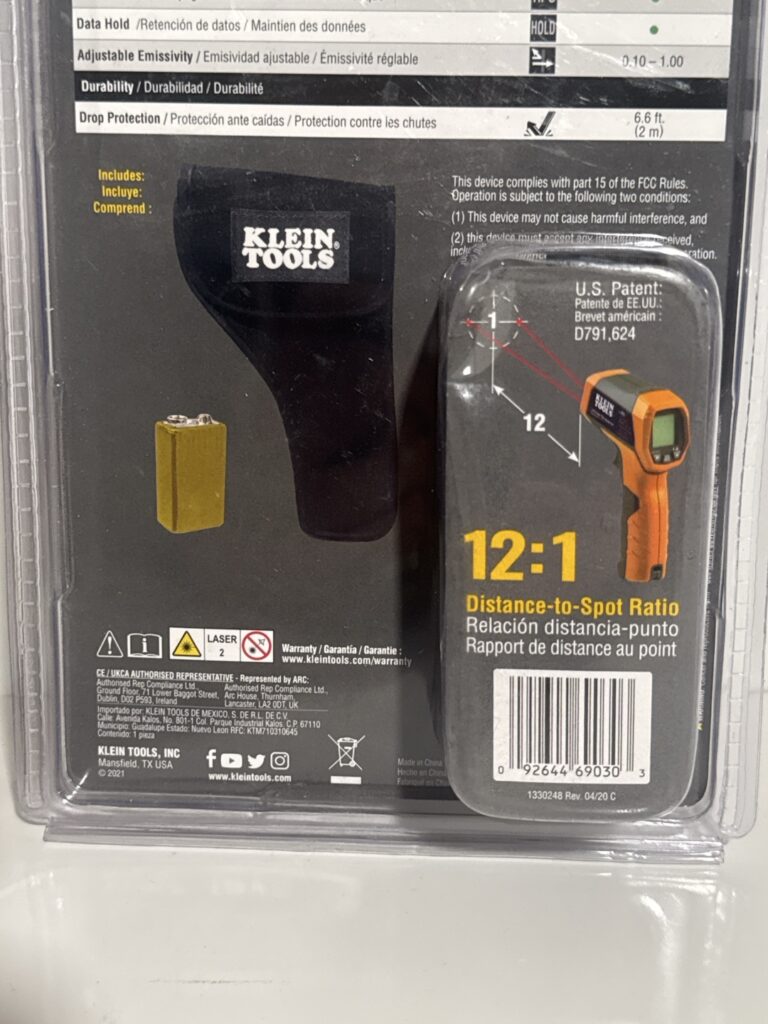 Data Hold /Retención de datos / Maintien des données
HOLD
Adjustable Emissivity / Emisividad ajustable / Émissivité réglable
0.10 – 1.00
Durability / Durabilidad / Durabilité
Drop Protection / Protección ante caídas / Protection contre les chutes
6.6 ft.
(2 m)
Includes:
Incluye:
Comprend :
KLEIN
TOOLS®
This device complies with part 15 of the FCC Rules.
Operation is subject to the following two conditions:
(1) This device may not cause harmful interference, and
(2) this device must accept any interference received,
U.S. Patent:
Patente de EE.UU.:
Brevet américain :
D791,624
1
12
KLEIN
TOOLS
12:1
Distance-to-Spot Ratio
Relación distancia-punto
Rapport de distance au point
LASER
2
Warranty / Garantía / Garantie :
www.kleintools.com/warranty
CE / UKCA AUTHORISED REPRESENTATIVE - Represented by ARC:
Authorised Rep Compliance Ltd.
Ground Floor, 71 Lower Baggot Street,
Dublin, D02 P593, Ireland
Authorised Rep Compliance Ltd.,
Arc House, Thurnham,
Lancaster, LA2 0DT, UK
Importado por: KLEIN TOOLS DE MEXICO, S. DE R.L. DE C.V.
Calle: Avenida Kalos, No. 801-1 Col. Parque Industrial Kalos, C.P. 67110
Municipio: Guadalupe Estado: Nuevo Leon RFC: KTM710310645
Contenido: 1 pieza
KLEIN TOOLS, INC
Mansfield, TX USA
© 2021
www.kleintools.com
Made in China
Hecho en China
Fabriqué en
0 92644 69030 3
1330248 Rev. 04/20 C